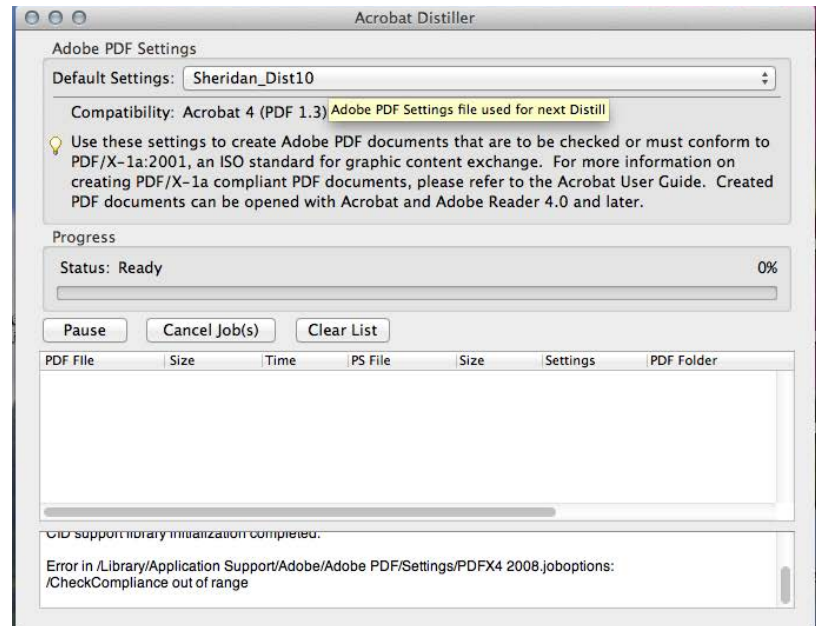 Acrobat Distiller
Adobe PDF Settings
Default Settings: Sheridan_Dist10
Compatibility: Acrobat 4 (PDF 1.3)
Adobe PDF Settings file used for next Distill
Use these settings to create Adobe PDF documents that are to be checked or must conform to
PDF/X-1a:2001, an ISO standard for graphic content exchange. For more information on
creating PDF/X-1a compliant PDF documents, please refer to the Acrobat User Guide. Created
PDF documents can be opened with Acrobat and Adobe Reader 4.0 and later.
Progress
Status: Ready 0%
Pause Cancel Job(s) Clear List
PDF FIle Size Time PS File Size Settings PDF Folder
CID support library initialization completed.
Error in /Library/Application Support/Adobe/Adobe PDF/Settings/PDFX4 2008.joboptions:
/CheckCompliance out of range